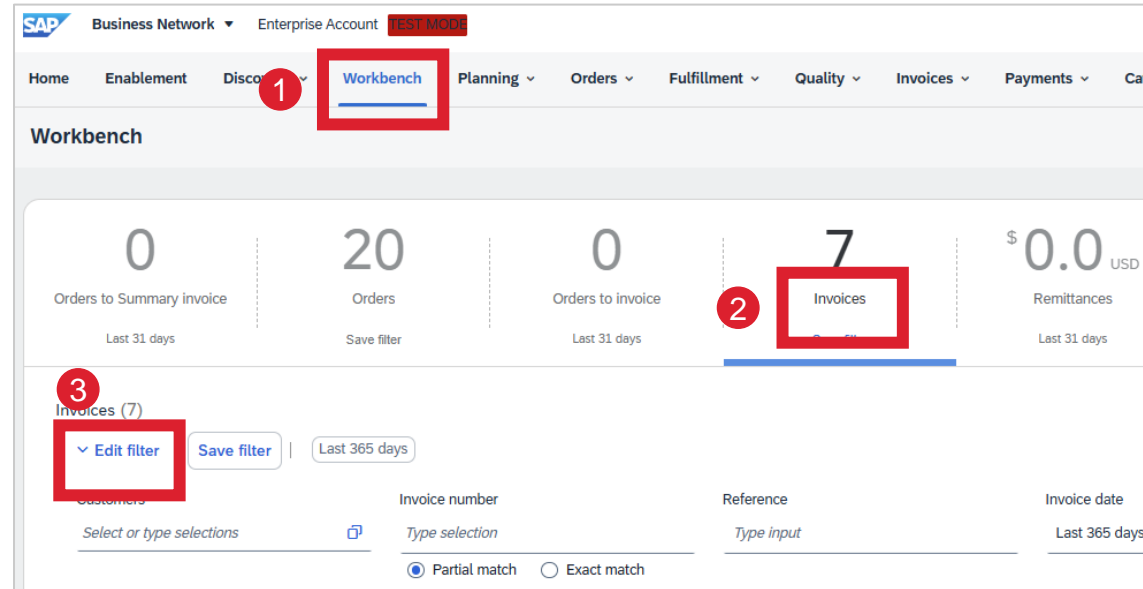 SAP Business Network Enterprise Account TEST MODE
Home Enablement Workbench Planning Orders Fulfillment Quality Invoices Payments
1
Workbench
0 20 0 7 $ 0.0 USD
Orders to Summary invoice Orders Orders to invoice Invoices Remittances
2
Last 31 days Save filter Last 31 days Last 31 days
3
Invoices (7)
Edit filter Save filter | Last 365 days
Customers Invoice number Reference Invoice date
Select or type selections Type selection Type input Last 365 days
Partial match Exact match